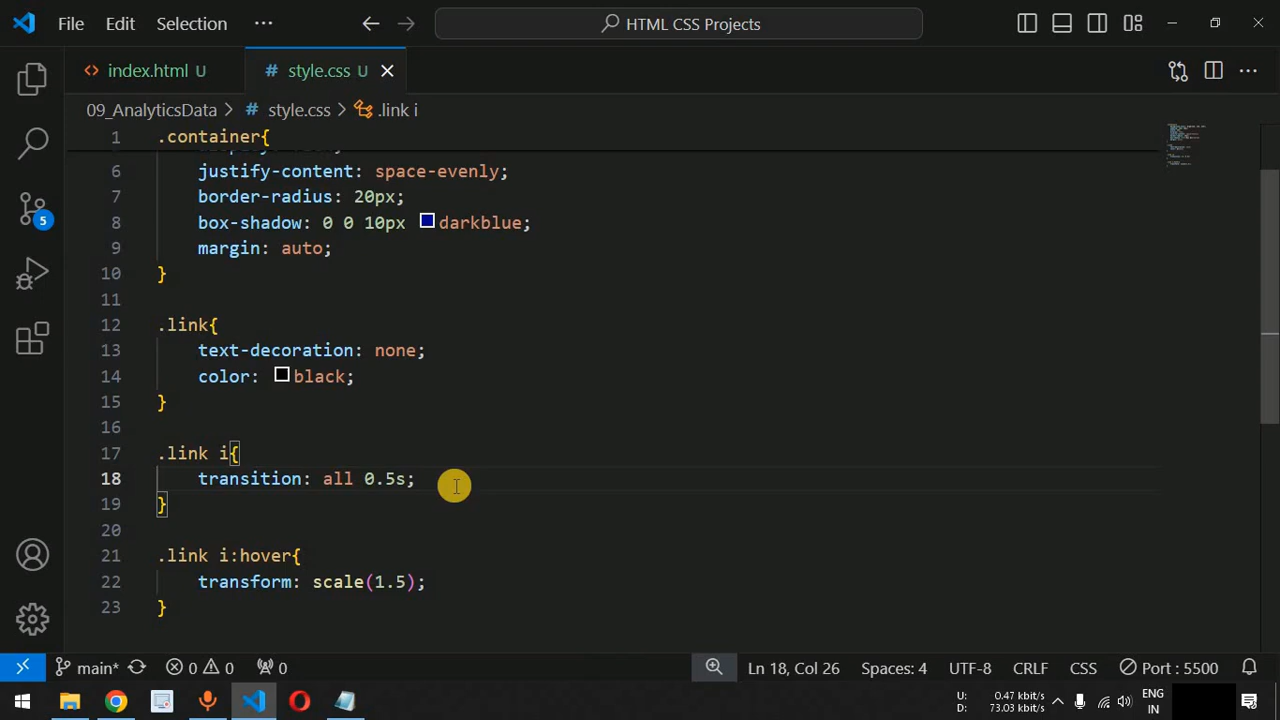 File Edit Selection ··· HTML CSS Projects
index.html U style.css U
09_AnalyticsData > style.css > .link i
1 .container{
6 justify-content: space-evenly;
7 border-radius: 20px;
8 box-shadow: 0 0 10px darkblue;
9 margin: auto;
10 }
11
12 .link{
13 text-decoration: none;
14 color: black;
15 }
16
17 .link i{
18 transition: all 0.5s;
19 }
20
21 .link i:hover{
22 transform: scale(1.5);
23 }
5
main* 0 0 0 Ln 18, Col 26 Spaces: 4 UTF-8 CRLF CSS Port : 5500
U: 0.47 kbit/s
D: 73.03 kbit/s
ENG
IN